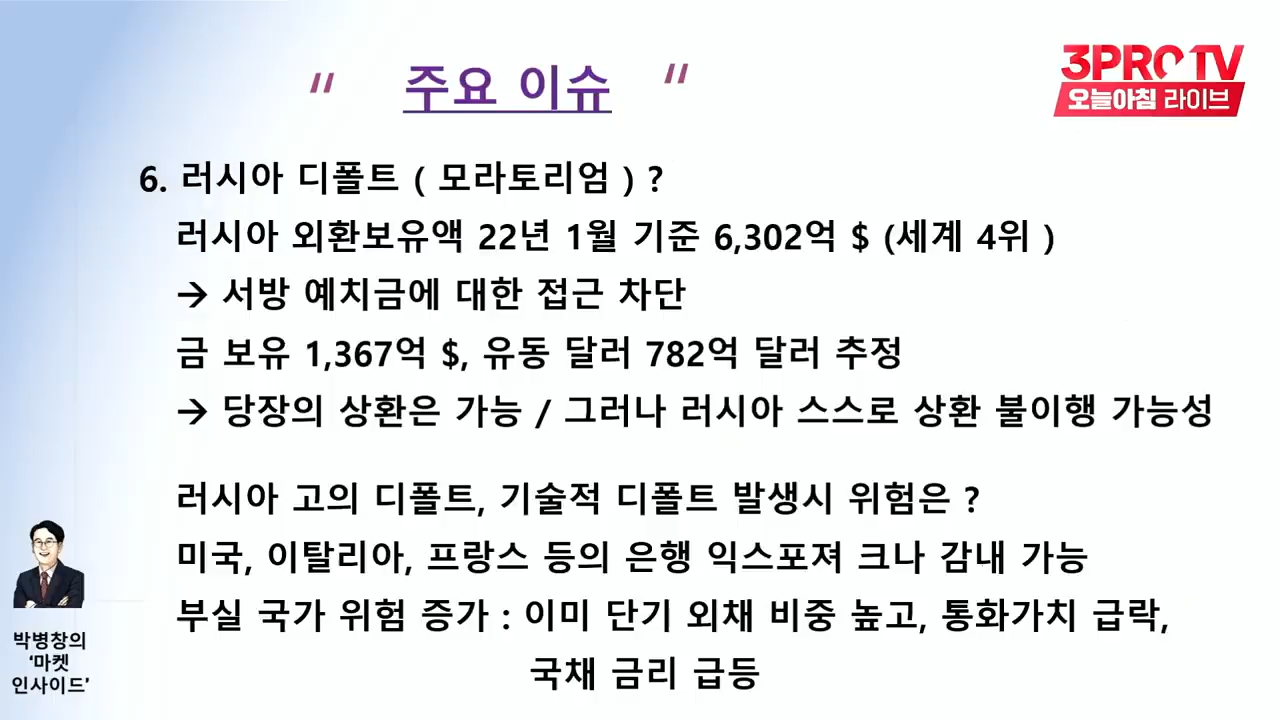 " 주요 이슈 "
3PROTV
오늘아침 라이브
6. 러시아 디폴트 ( 모라토리엄 ) ?
러시아 외환보유액 22년 1월 기준 6,302억 $ (세계 4위 )
→ 서방 예치금에 대한 접근 차단
금 보유 1,367억 $, 유동 달러 782억 달러 추정
→ 당장의 상환은 가능 / 그러나 러시아 스스로 상환 불이행 가능성
러시아 고의 디폴트, 기술적 디폴트 발생시 위험은 ?
미국, 이탈리아, 프랑스 등의 은행 익스포져 크나 감내 가능
부실 국가 위험 증가 : 이미 단기 외채 비중 높고, 통화가치 급락,
국채 금리 급등
박병창의
‘마켓
인사이드’